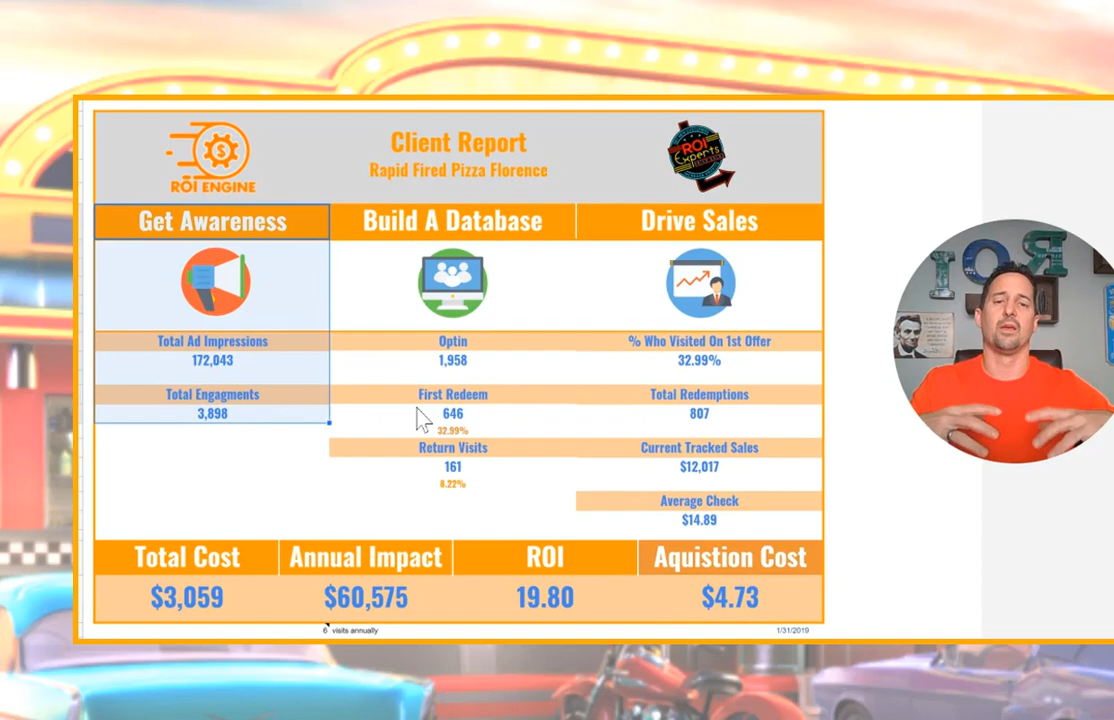 Client Report
Rapid Fired Pizza Florence
RŌI ENGINE
ROI
Experts
Get Awareness
Build A Database
Drive Sales
Total Ad Impressions
172,043
Total Engagments
3,898
Optin
1,958
First Redeem
646
32.99%
Return Visits
161
8.22%
% Who Visited On 1st Offer
32.99%
Total Redemptions
807
Current Tracked Sales
$12,017
Average Check
$14.89
Total Cost
Annual Impact
ROI
Aquistion Cost
$3,059
$60,575
19.80
$4.73
6 visits annually
1/31/2019